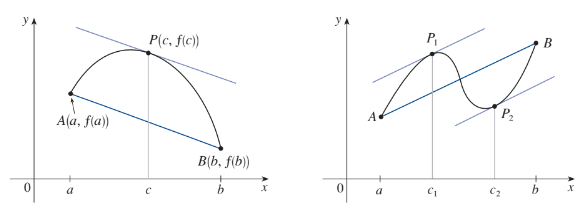 y
P(c, f(c))
A(a, f(a))
B(b, f(b))
0 a c b x
y
P₁
B
A
P₂
0 a c₁ c₂ b x